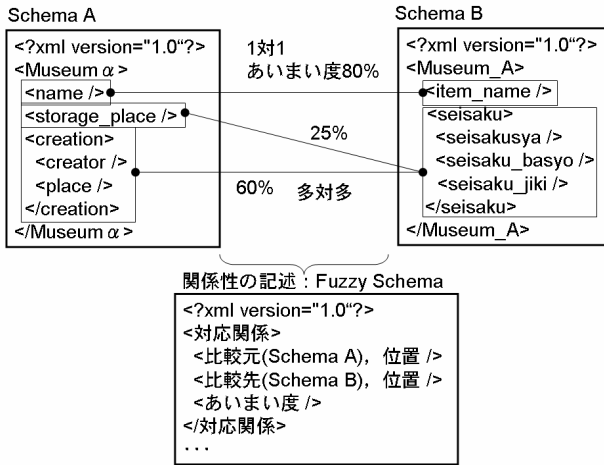 Schema A
<?xml version="1.0“?>
<Museumα>
<name />
<storage_place />
<creation>
<creator />
<place />
</creation>
</Museumα>
1対1
あいまい度80%
25%
60%
多対多
Schema B
<?xml version="1.0“?>
<Museum_A>
<item_name />
<seisaku>
<seisakusya />
<seisaku_basyo />
<seisaku_jiki />
</seisaku>
</Museum_A>
関係性の記述：Fuzzy Schema
<?xml version="1.0“?>
<対応関係>
<比較元(Schema A)，位置 />
<比較先(Schema B)，位置 />
<あいまい度 />
</対応関係>
･･･